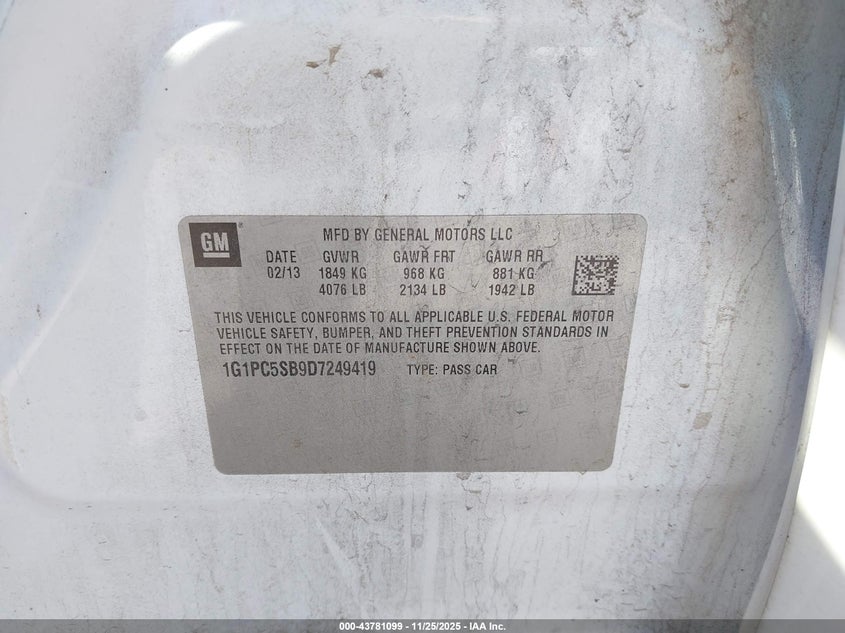 GM
MFD BY GENERAL MOTORS LLC
DATE GVWR GAWR FRT GAWR RR
02/13 1849 KG 968 KG 881 KG
4076 LB 2134 LB 1942 LB
THIS VEHICLE CONFORMS TO ALL APPLICABLE U.S. FEDERAL MOTOR
VEHICLE SAFETY, BUMPER, AND THEFT PREVENTION STANDARDS IN
EFFECT ON THE DATE OF MANUFACTURE SHOWN ABOVE.
1G1PC5SB9D7249419 TYPE: PASS CAR
000-43781099 - 11/25/2025 - IAA Inc.